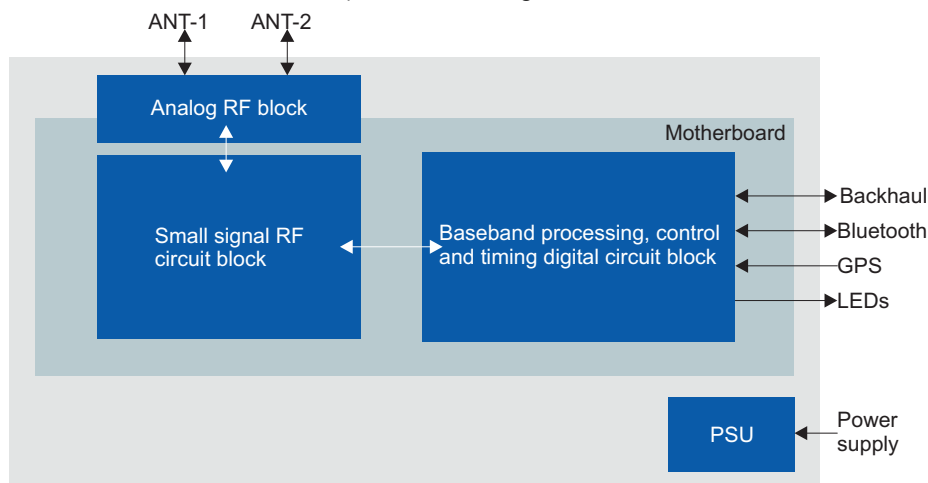 ANT-1
ANT-2
Analog RF block
Motherboard
Small signal RF
circuit block
Baseband processing, control
and timing digital circuit block
Backhaul
Bluetooth
GPS
LEDs
PSU
Power
supply